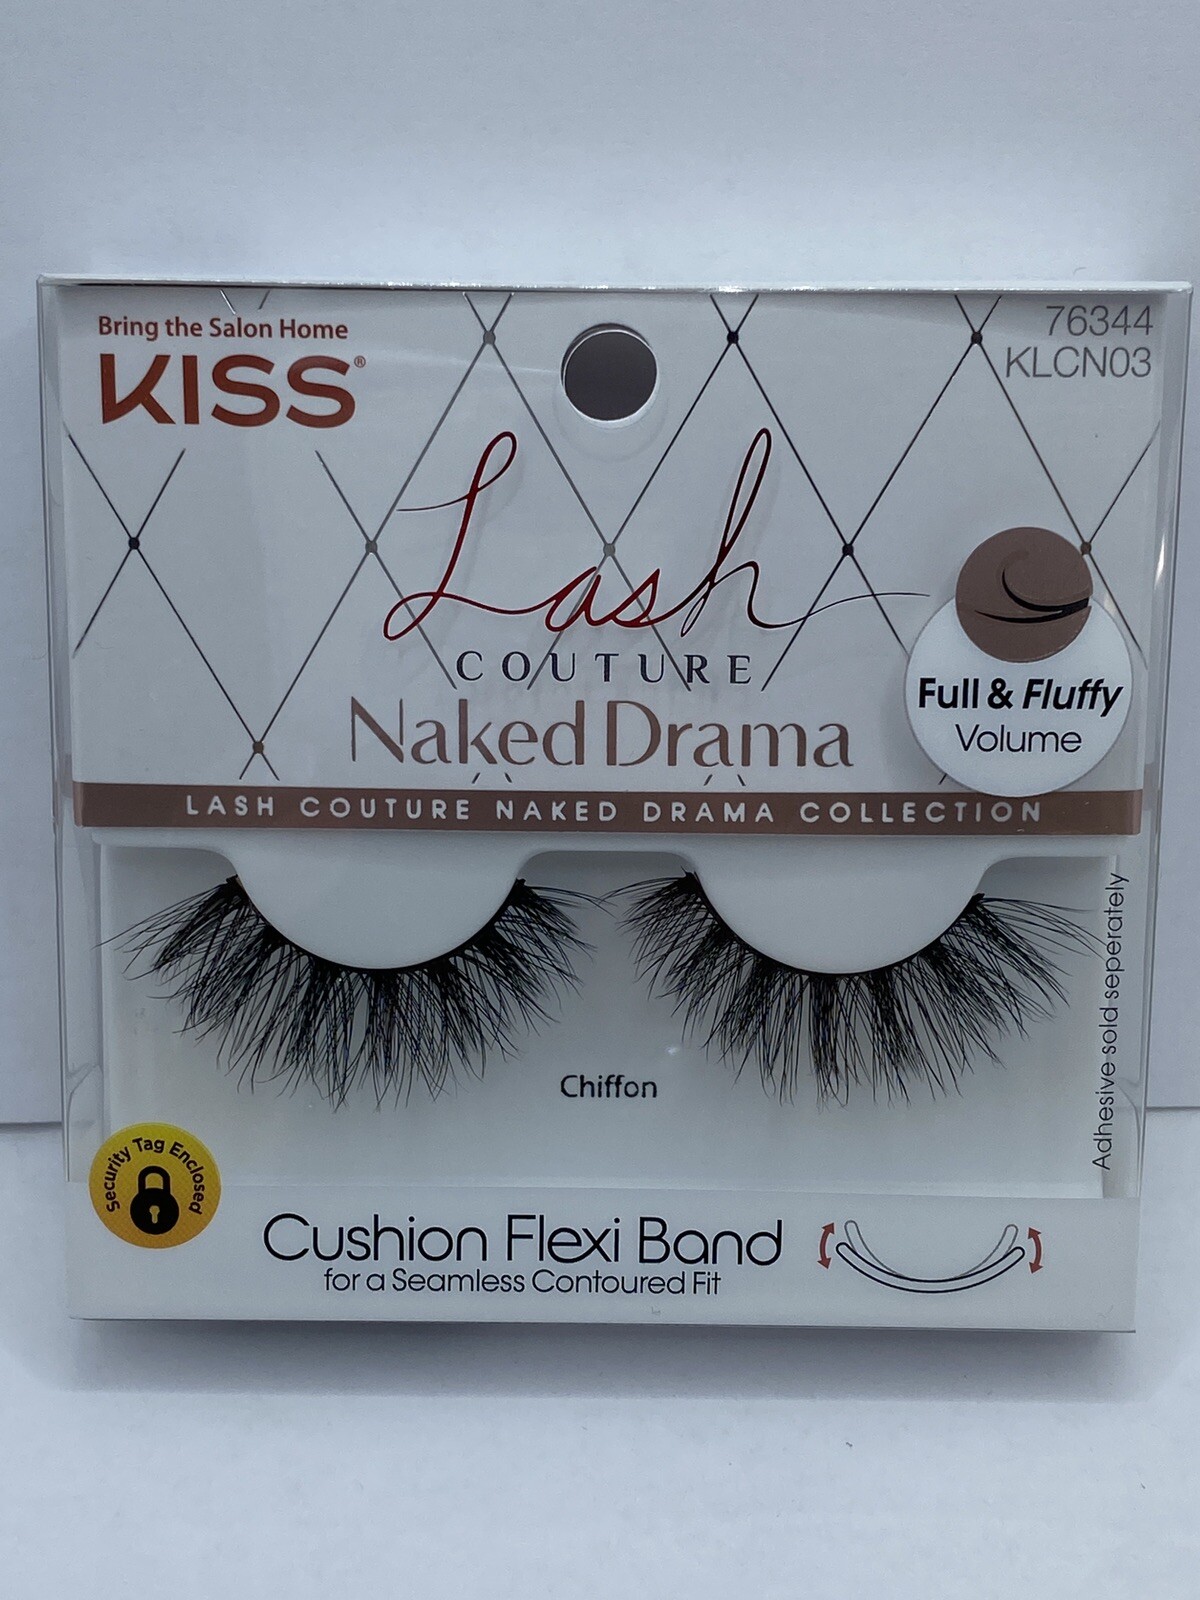 Bring the Salon Home
KISS®
76344
KLCN03
Lash
COUTURE
Naked Drama
Full & Fluffy
Volume
LASH COUTURE NAKED DRAMA COLLECTION
Chiffon
Adhesive sold seperately
Security Tag Enclosed
Cushion Flexi Band
for a Seamless Contoured Fit